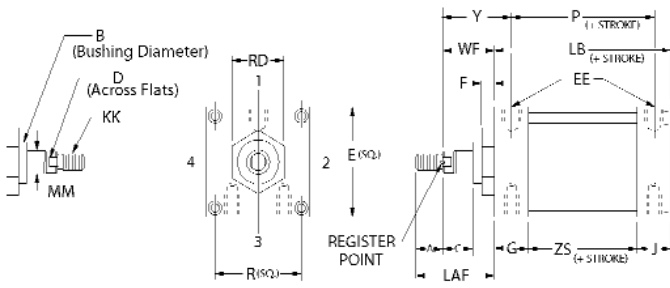 B
(Bushing Diameter)
D
(Across Flats)
KK
MM
RD
1
4
2
3
E (SQ.)
R (SQ.)
Y
P
(+ STROKE)
WF
LB
(+ STROKE)
F
EE
REGISTER
POINT
A
C
G
ZS
(+ STROKE)
J
LAF